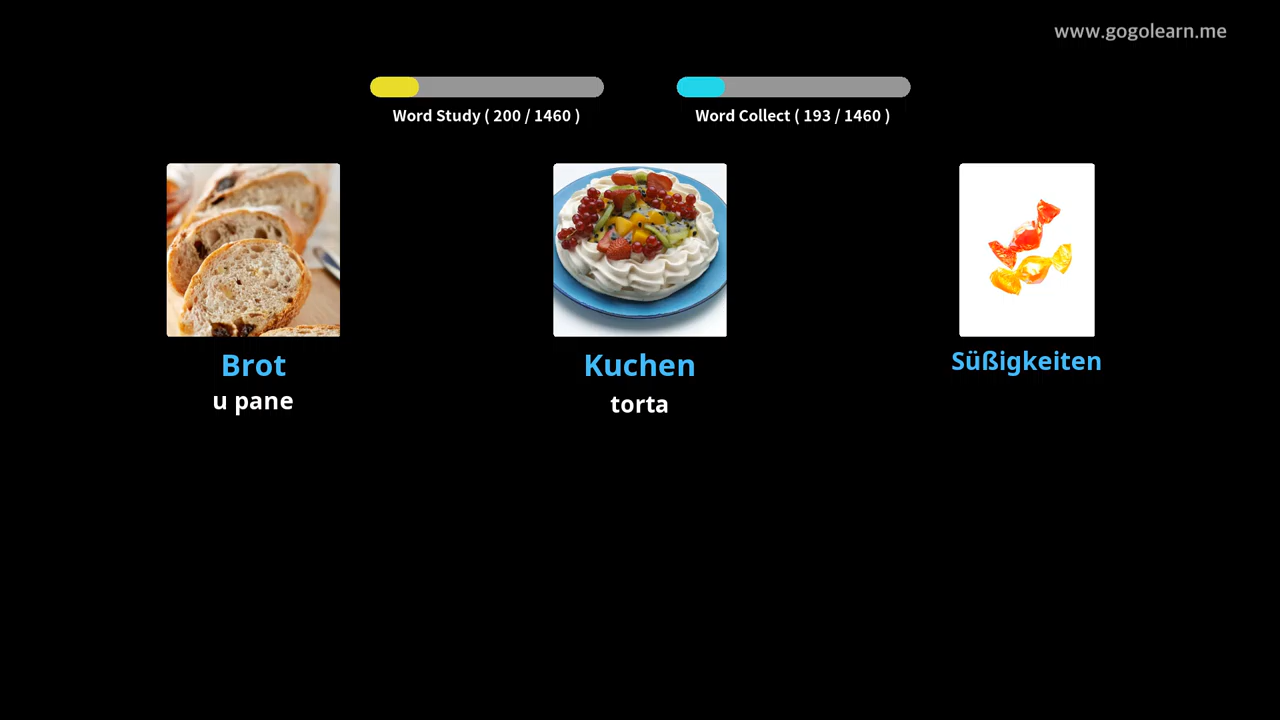 www.gogolearn.me
Word Study ( 200 / 1460 )
Word Collect ( 193 / 1460 )
Brot
u pane
Kuchen
torta
Süßigkeiten